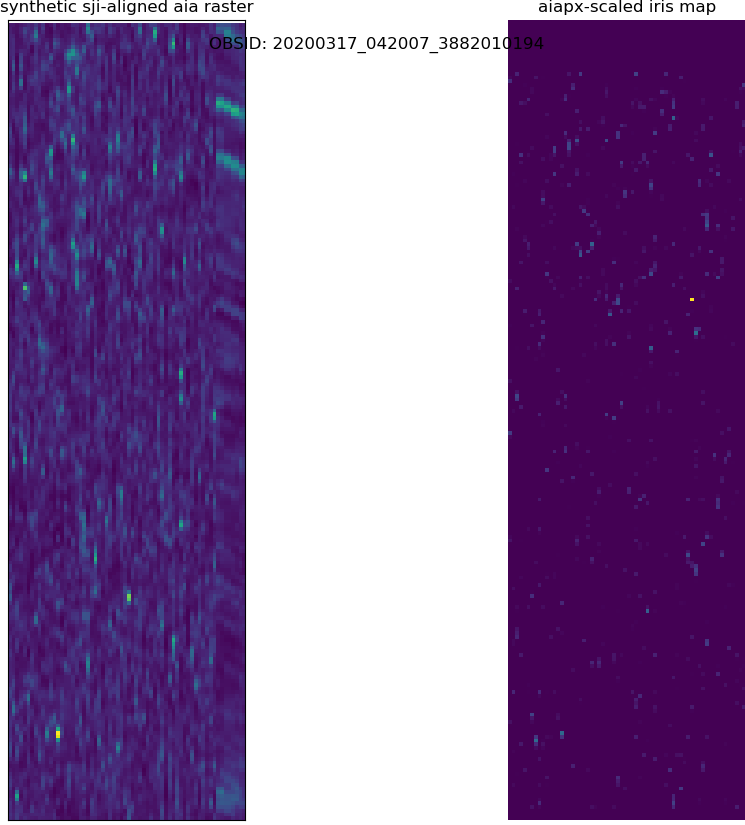 synthetic sji-aligned aia raster
aiapx-scaled iris map
OBSID: 20200317_042007_3882010194